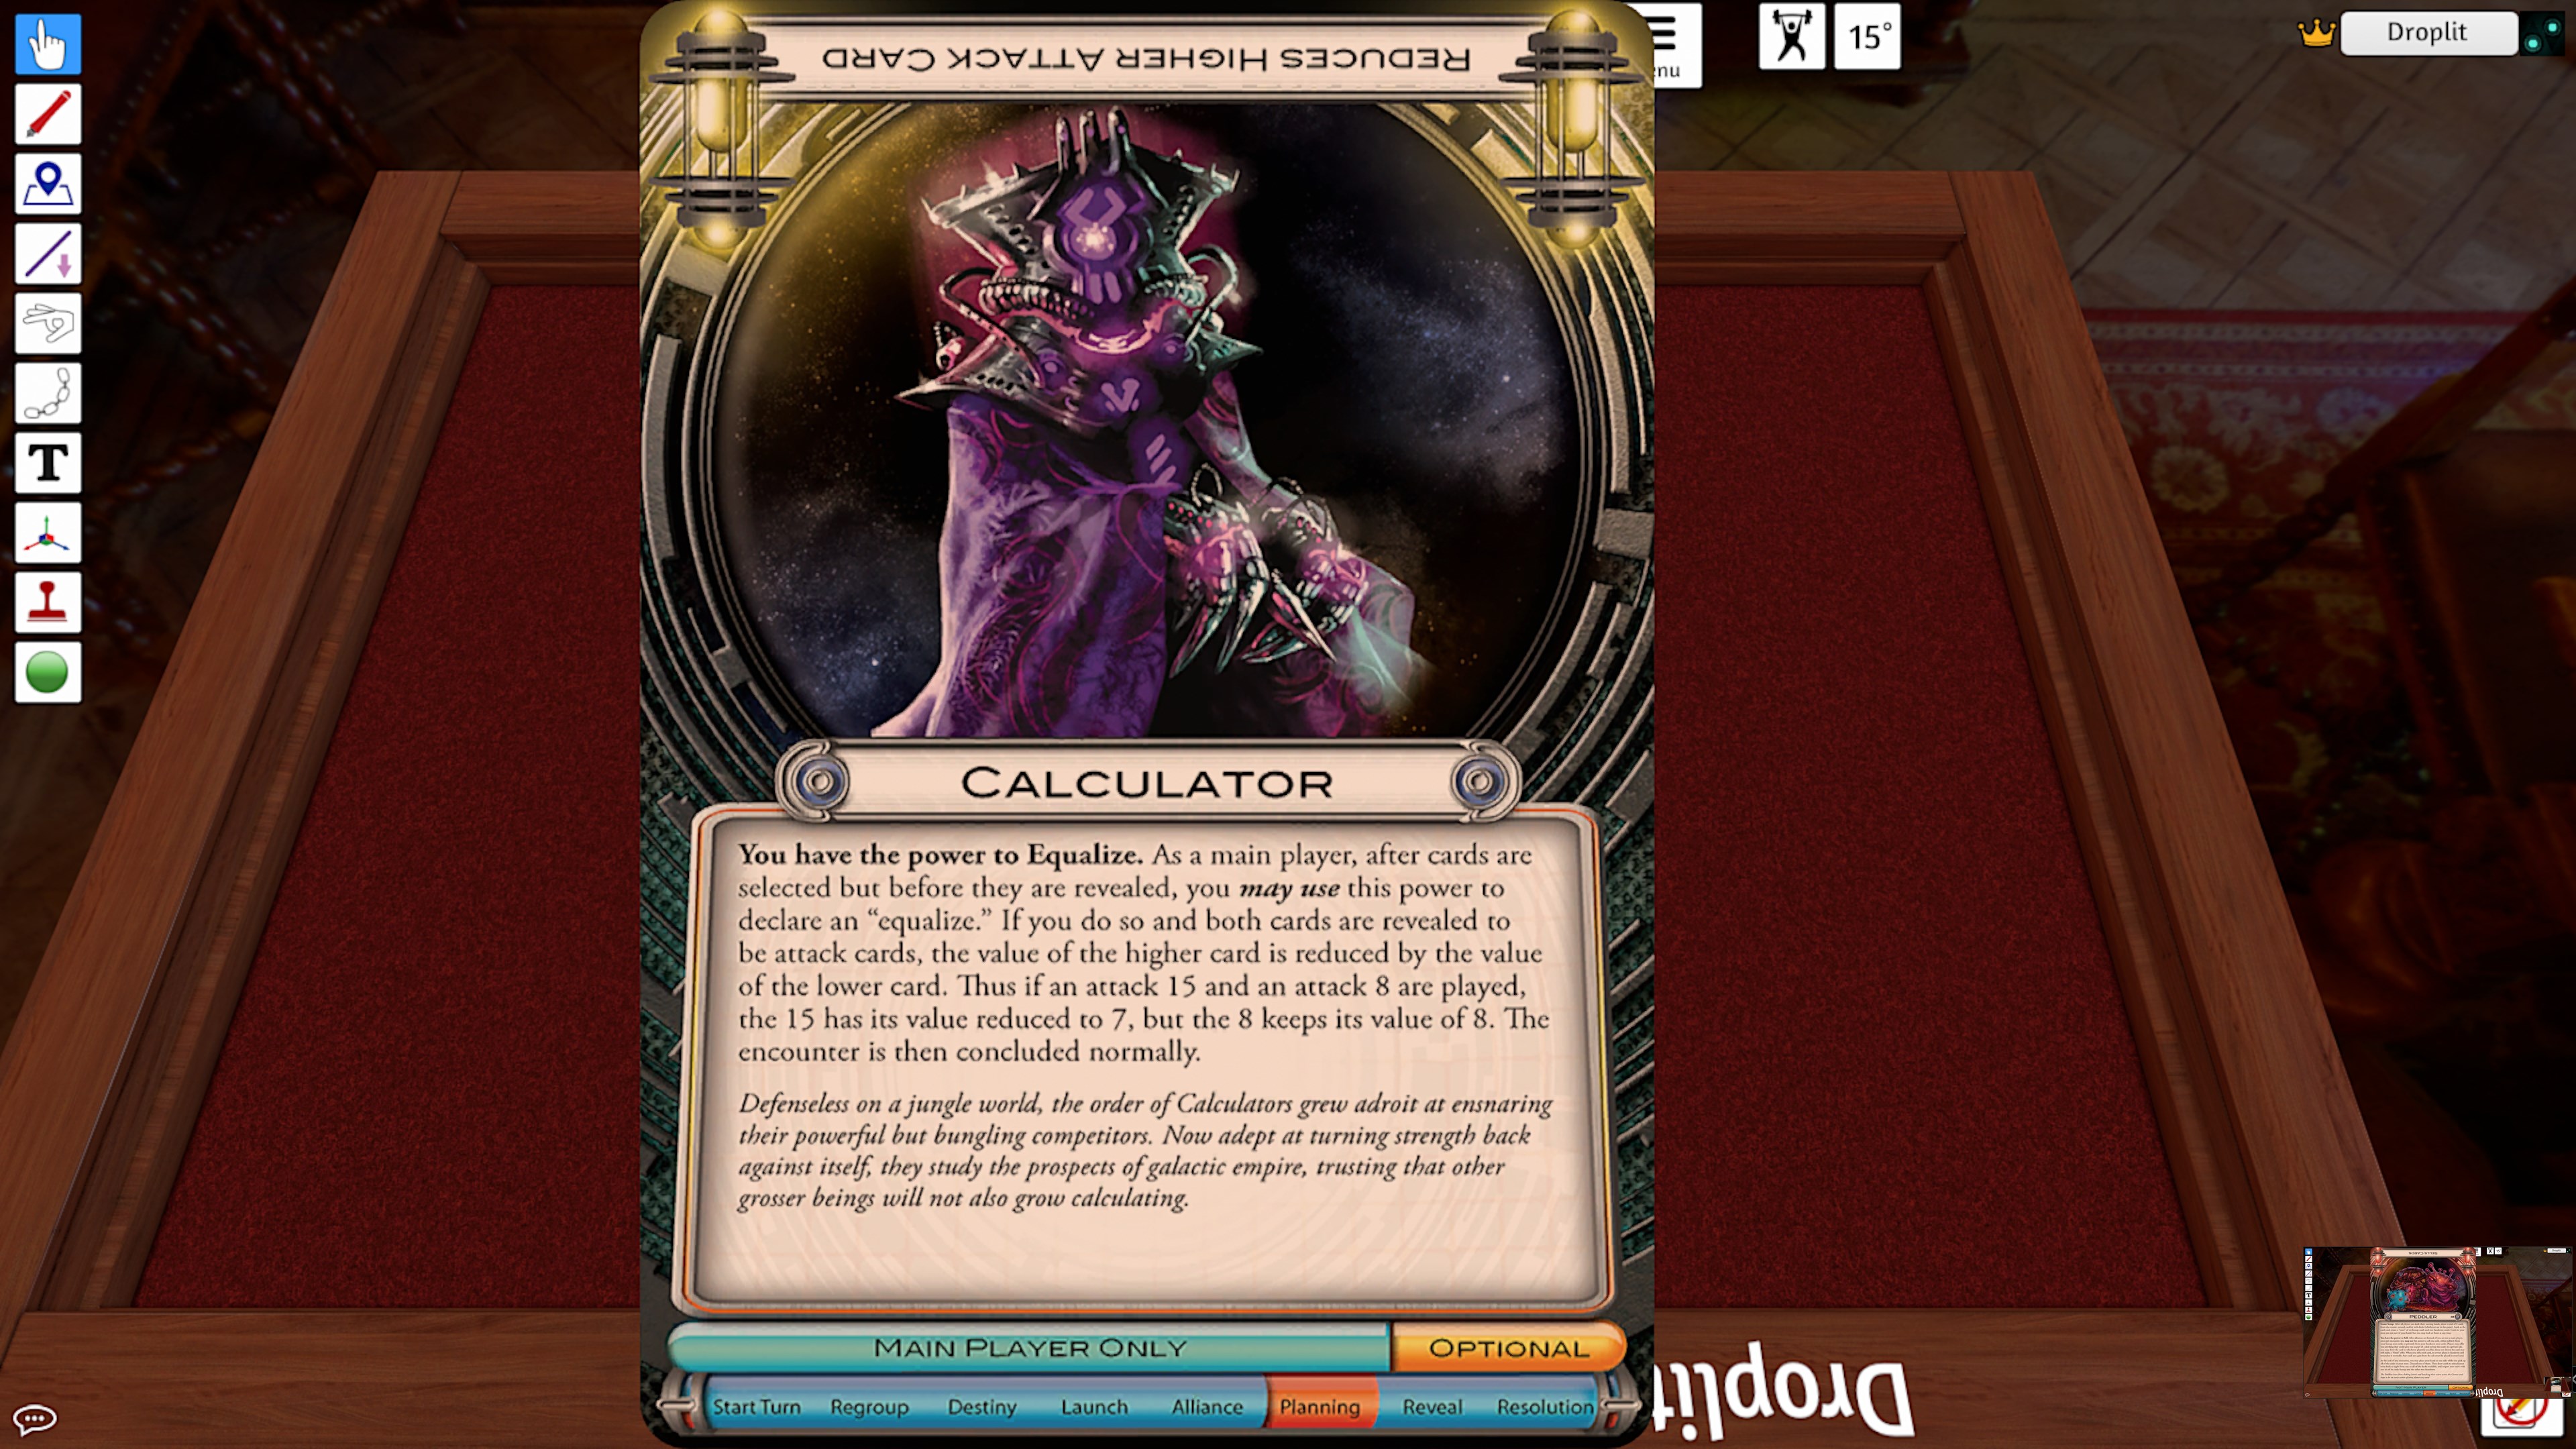 REDUCES HIGHER ATTACK CARD
nu
15°
Droplit
T
CALCULATOR
You have the power to Equalize. As a main player, after cards are
selected but before they are revealed, you may use this power to
declare an “equalize.” If you do so and both cards are revealed to
be attack cards, the value of the higher card is reduced by the value
of the lower card. Thus if an attack 15 and an attack 8 are played,
the 15 has its value reduced to 7, but the 8 keeps its value of 8. The
encounter is then concluded normally.
Defenseless on a jungle world, the order of Calculators grew adroit at ensnaring
their powerful but bungling competitors. Now adept at turning strength back
against itself, they study the prospects of galactic empire, trusting that other
grosser beings will not also grow calculating.
MAIN PLAYER ONLY OPTIONAL
Start Turn Regroup Destiny Launch Alliance Planning Reveal Resolution
Droplit
PEDDLER